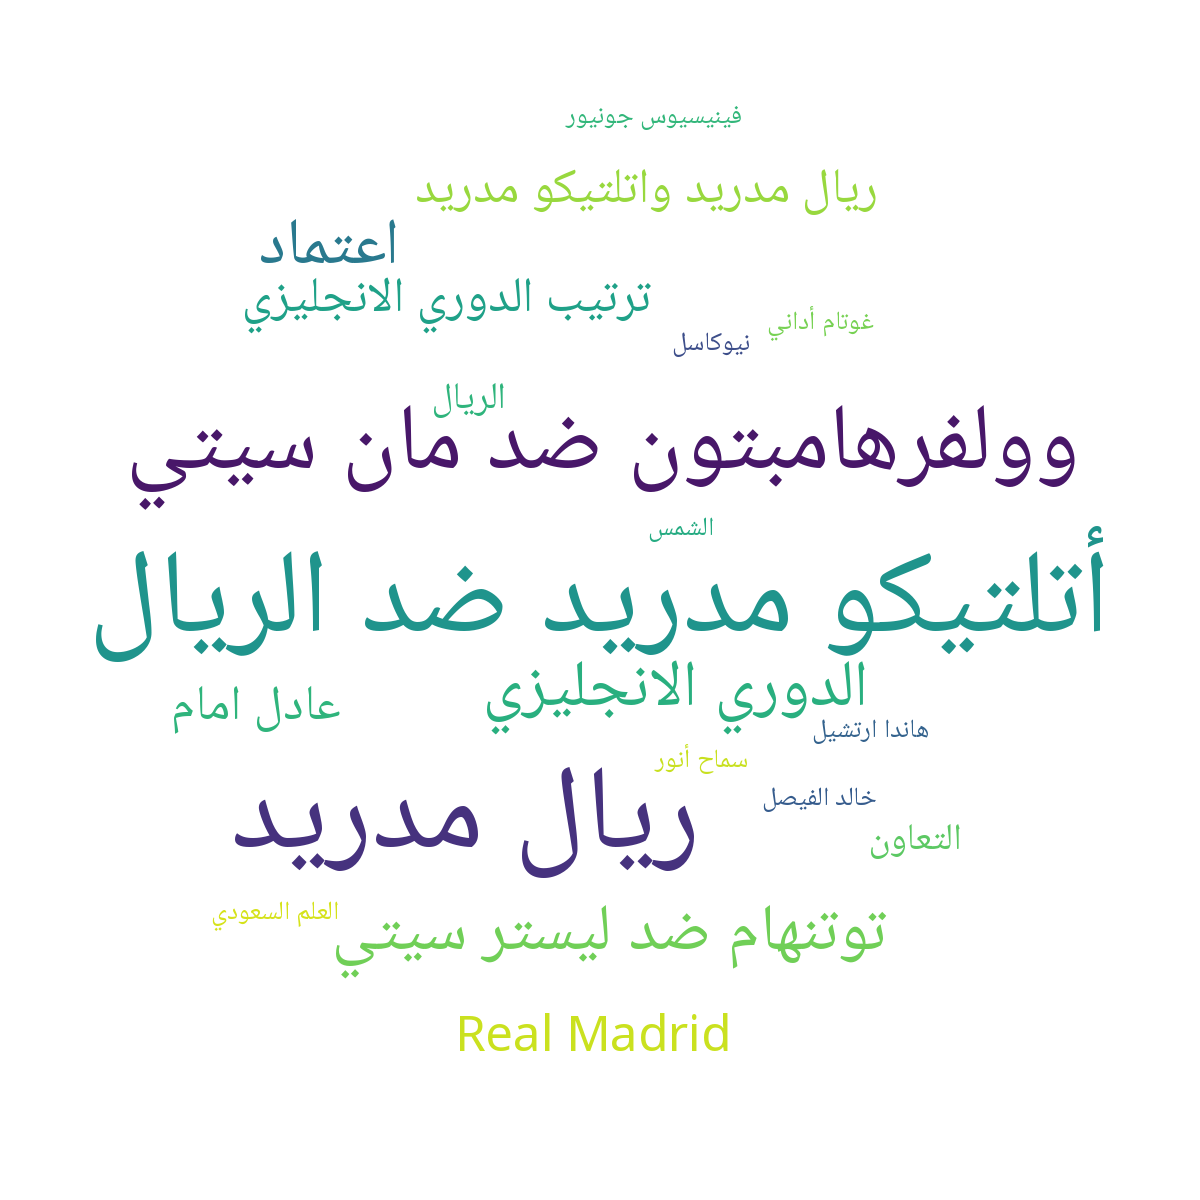 فينيسيوس جونيور
ريال مدريد واتلتيكو مدريد
اعتماد
ترتيب الدوري الانجليزي
غوتام أداني
نيوكاسل
الريال
وولفرهامبتون ضد مان سيتي
الشمس
أتلتيكو مدريد ضد الريال
الدوري الانجليزي
عادل امام
هاندا ارتشيل
سماح أنور
ريال مدريد
خالد الفيصل
التعاون
العلم السعودي
توتنهام ضد ليستر سيتي
Real Madrid